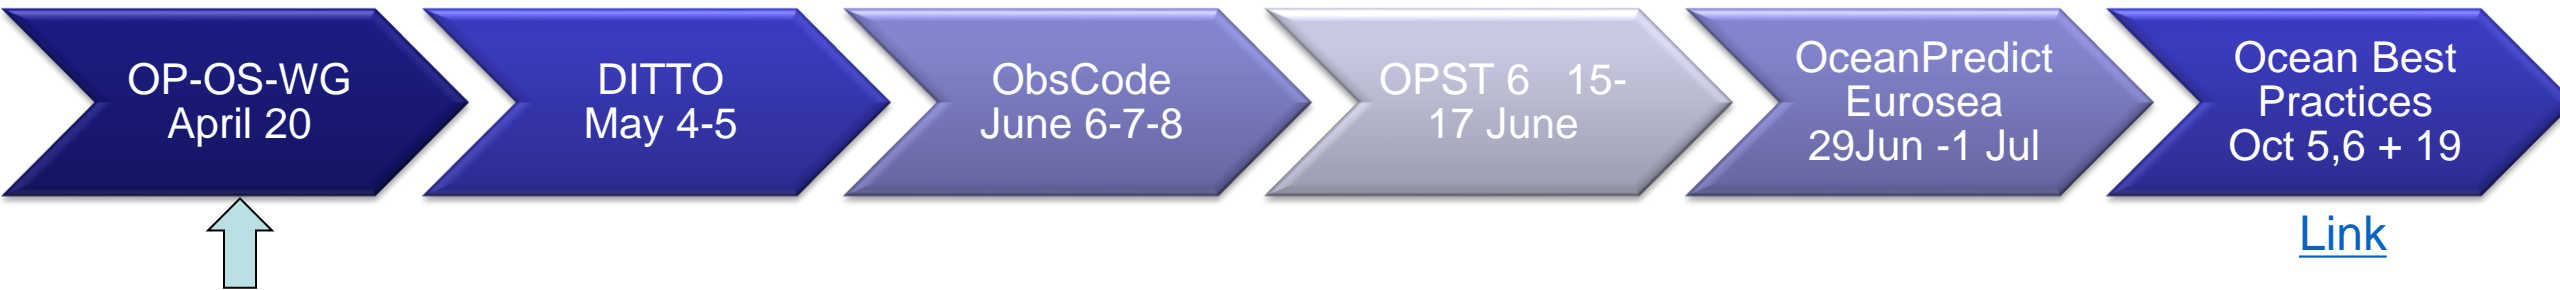 OP-OS-WG
April 20
DITTO
May 4-5
ObsCode
June 6-7-8
OPST 6 15-
17 June
OceanPredict
Eurosea
29Jun -1 Jul
Ocean Best
Practices
Oct 5,6 + 19
Link